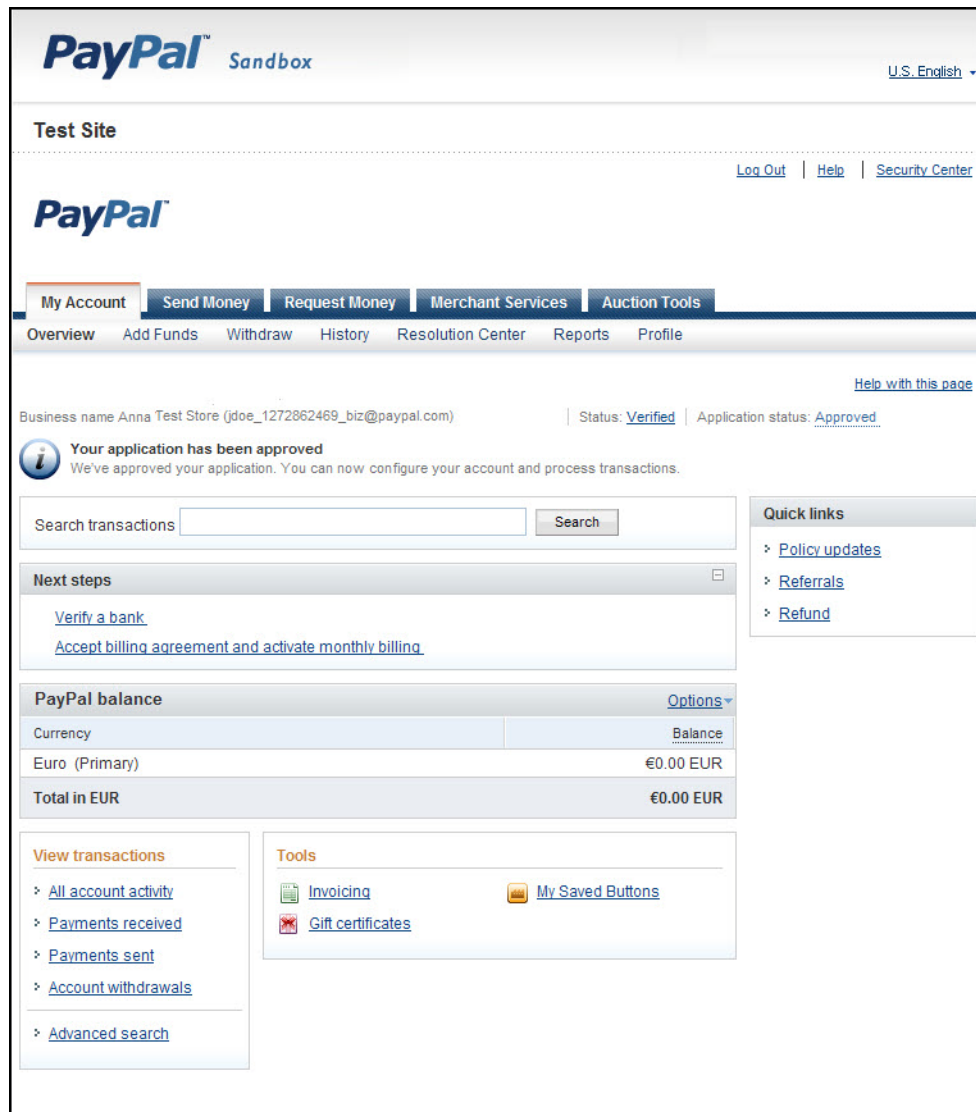 PayPal™ Sandbox
U.S. English
Test Site
Log Out | Help | Security Center
PayPal™
My Account Send Money Request Money Merchant Services Auction Tools
Overview Add Funds Withdraw History Resolution Center Reports Profile
Help with this page
Business name Anna Test Store (jdoe_1272862469_biz@paypal.com) | Status: Verified | Application status: Approved
i Your application has been approved
We've approved your application. You can now configure your account and process transactions.
Search transactions Search
Next steps
Verify a bank
Accept billing agreement and activate monthly billing
Quick links
Policy updates
Referrals
Refund
PayPal balance Options
Currency Balance
Euro (Primary) €0.00 EUR
Total in EUR €0.00 EUR
View transactions
All account activity
Payments received
Payments sent
Account withdrawals
Advanced search
Tools
Invoicing My Saved Buttons
Gift certificates